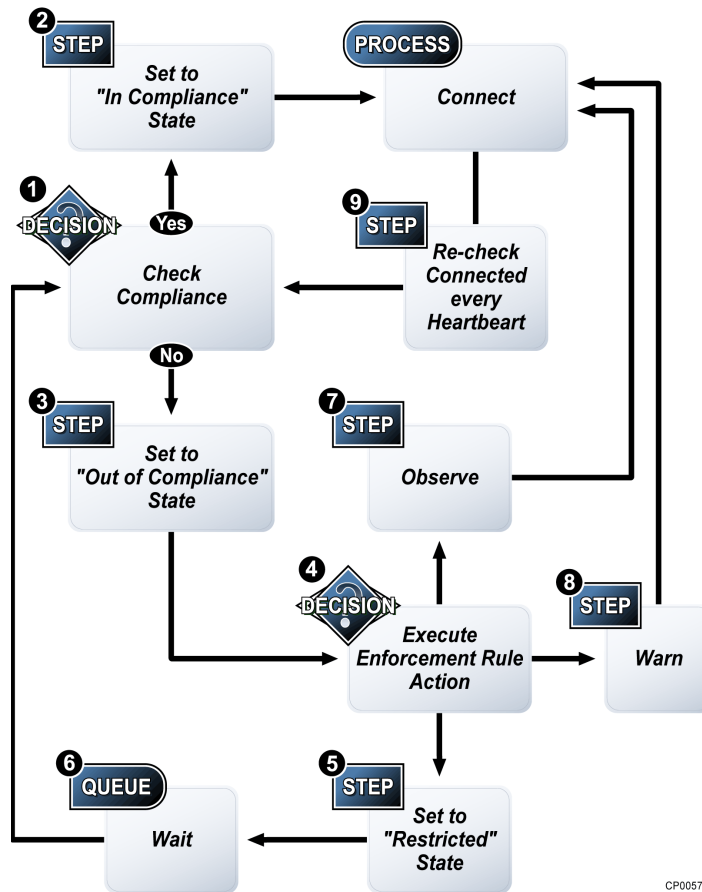 2
STEP
Set to
"In Compliance"
State
PROCESS
Connect
1
DECISION
Yes
Check
Compliance
No
9
STEP
Re-check
Connected
every
Heartbeart
3
STEP
Set to
"Out of Compliance"
State
7
STEP
Observe
4
DECISION
Execute
Enforcement Rule
Action
8
STEP
Warn
6
QUEUE
Wait
5
STEP
Set to
"Restricted"
State
CP0057